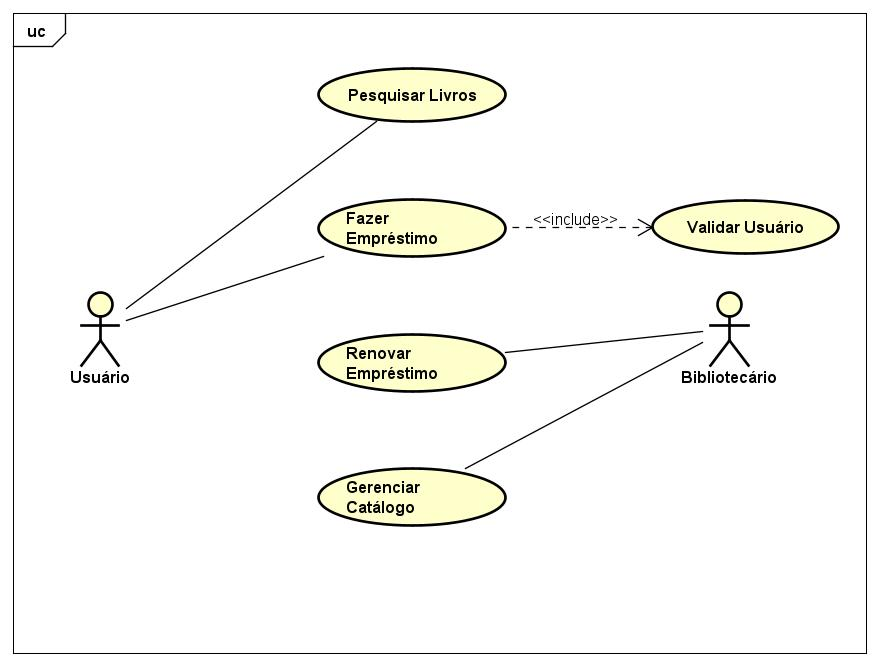 uc
Pesquisar Livros
Fazer
Empréstimo
<<include>>
Validar Usuário
Usuário
Renovar
Empréstimo
Bibliotecário
Gerenciar
Catálogo